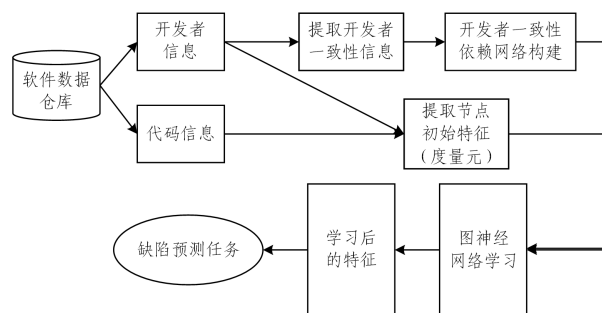 软件数据
仓库
开发者
信息
提取开发者
一致性信息
开发者一致性
依赖网络构建
代码信息
提取节点
初始特征
(度量元)
缺陷预测任务
学习后
的特征
图神经
网络学习